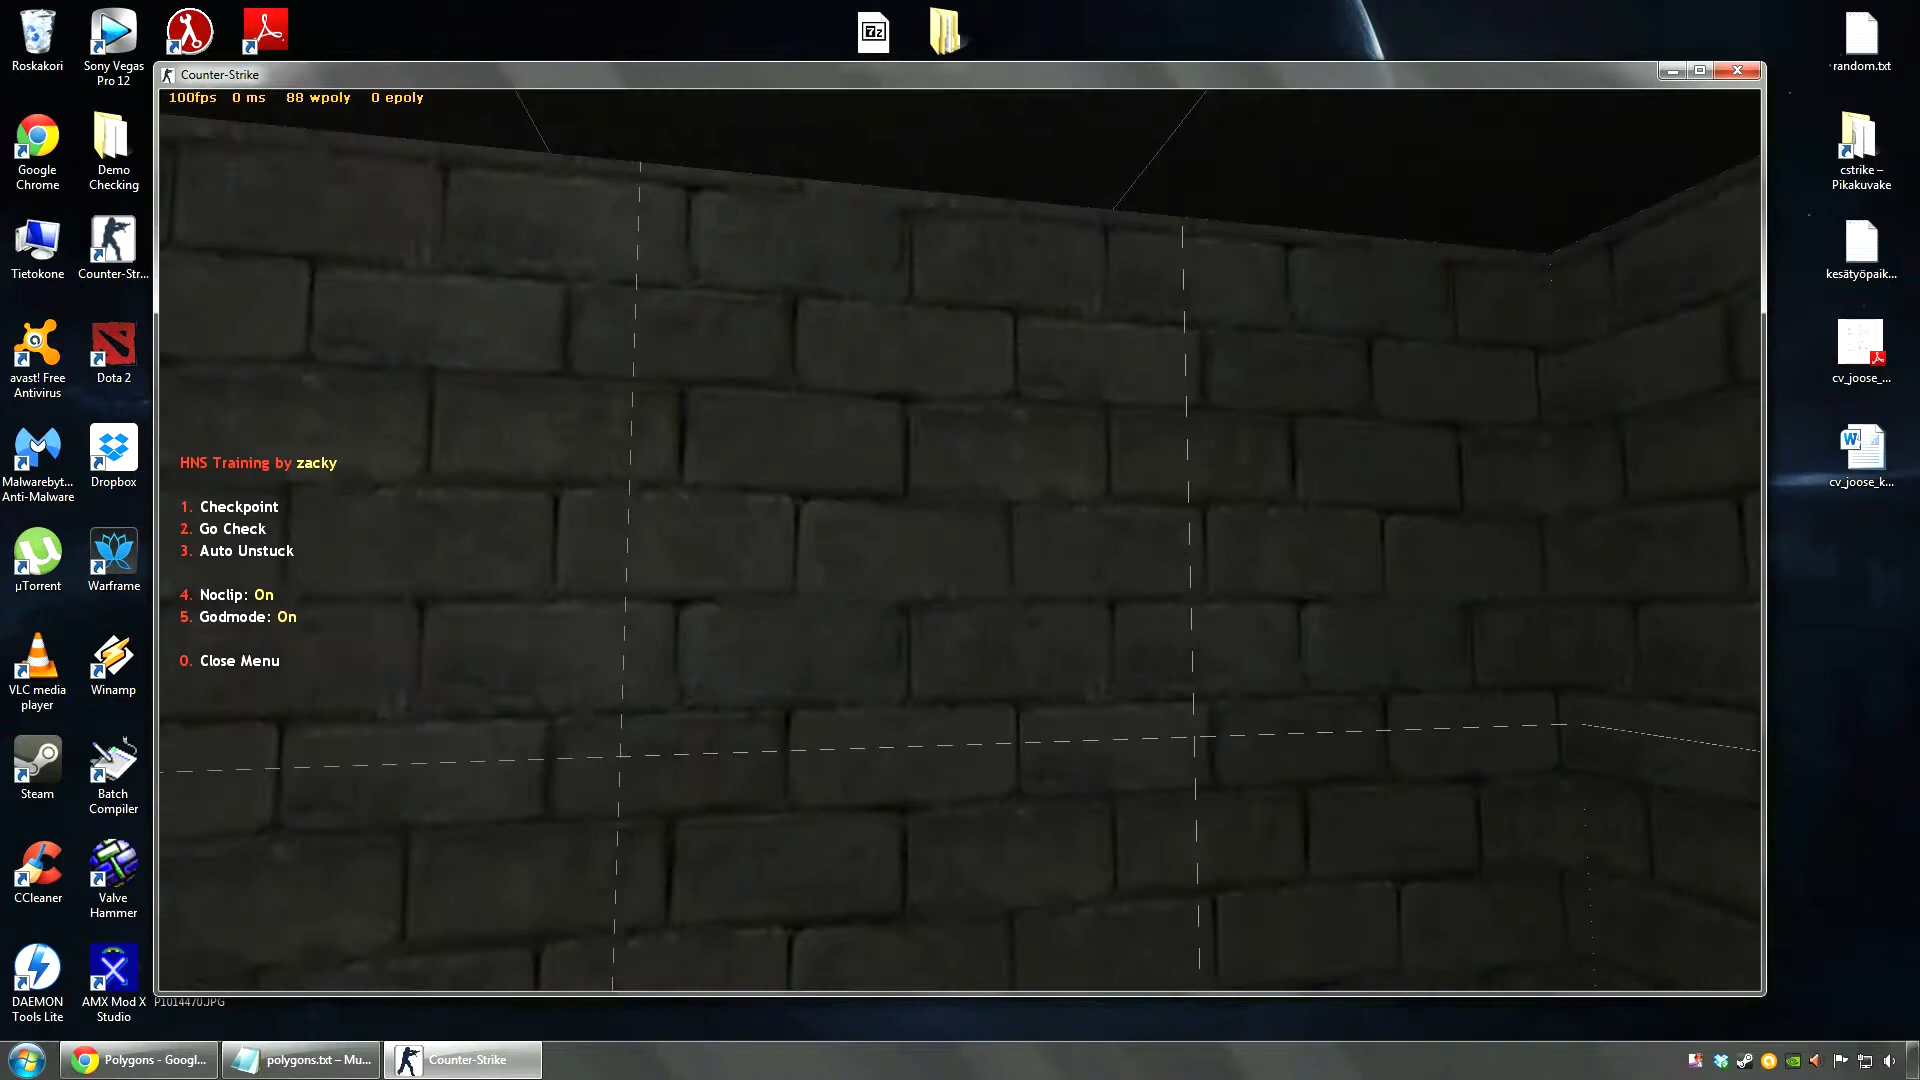 Roskakori
Sony Vegas
Pro 12
Google
Chrome
Demo
Checking
Tietokone
Counter-Str...
avast! Free
Antivirus
Dota 2
Malwarebyt...
Anti-Malware
Dropbox
µTorrent
Warframe
VLC media
player
Winamp
Steam
Batch
Compiler
CCleaner
Valve
Hammer
DAEMON
Tools Lite
AMX Mod X
Studio
P1014470.JPG
7z
Counter-Strike
100fps 0 ms 88 wpoly 0 epoly
HNS Training by zacky
1. Checkpoint
2. Go Check
3. Auto Unstuck
4. Noclip: On
5. Godmode: On
0. Close Menu
random.txt
cstrike –
Pikakuvake
kesätyöpaik...
cv_joose_...
W
cv_joose_k...
Polygons - Googl...
polygons.txt – Mu...
Counter-Strike